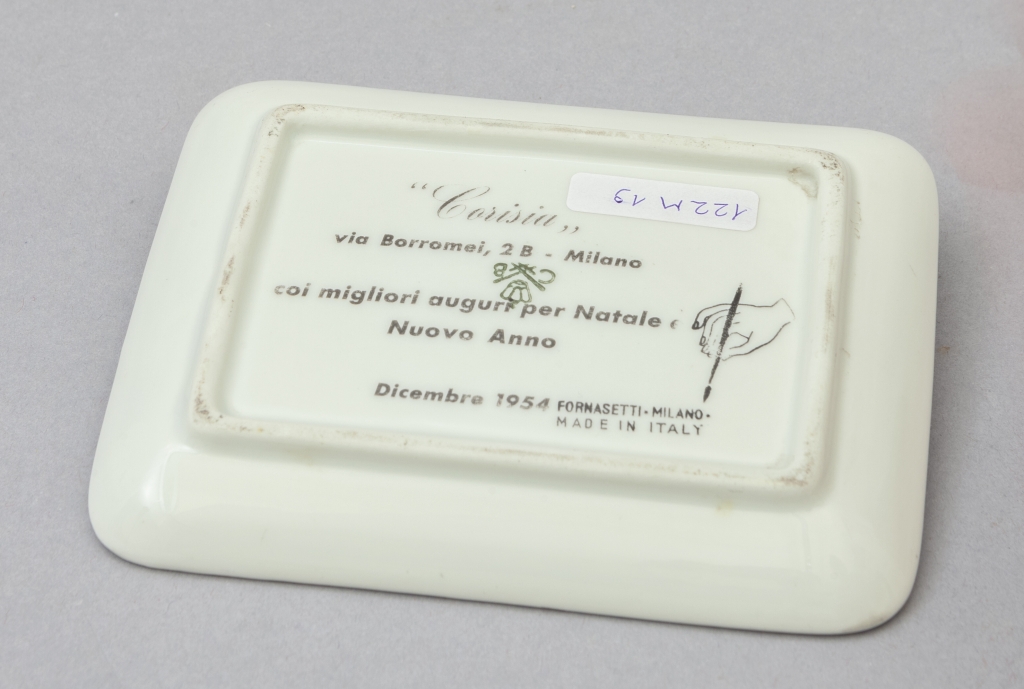 “Corisia„
via Borromei, 2 B - Milano
coi migliori auguri per Natale e
Nuovo Anno
Dicembre 1954
FORNASETTI · MILANO ·
MADE IN ITALY
C B
122 M 19